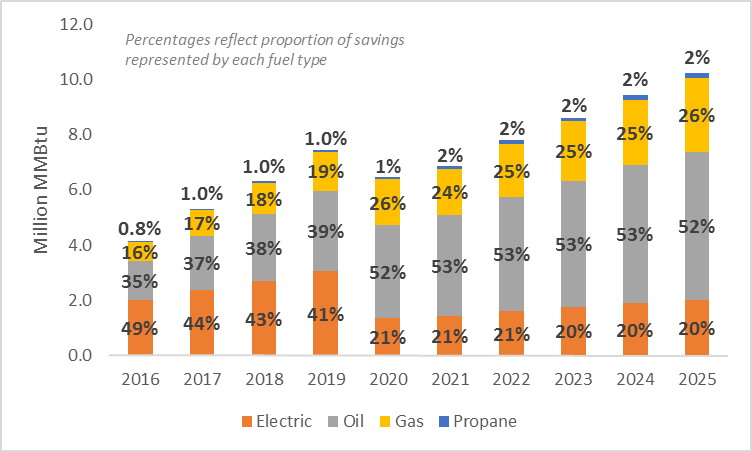 12.0
Percentages reflect proportion of savings
represented by each fuel type
10.0
8.0
6.0
4.0
2.0
0.0
Million MMBtu
0.8% 1.0% 1.0% 1.0% 1% 2% 2% 2% 2% 2%
16% 17% 18% 19% 26% 24% 25% 25% 25% 26%
35% 37% 38% 39% 52% 53% 53% 53% 53% 52%
49% 44% 43% 41% 21% 21% 21% 20% 20% 20%
2016 2017 2018 2019 2020 2021 2022 2023 2024 2025
Electric Oil Gas Propane